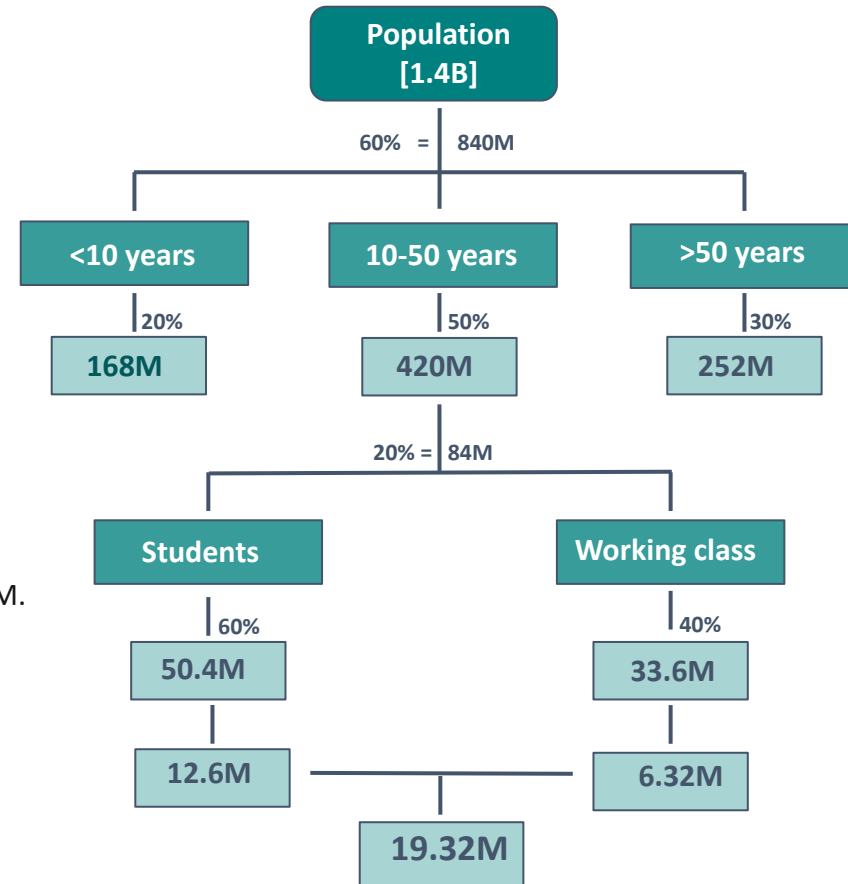 Population
[1.4B]
60% = 840M
<10 years
10-50 years
>50 years
20%
50%
30%
168M
420M
252M
20% = 84M
Students
Working class
M.
60%
40%
50.4M
33.6M
12.6M
6.32M
19.32M